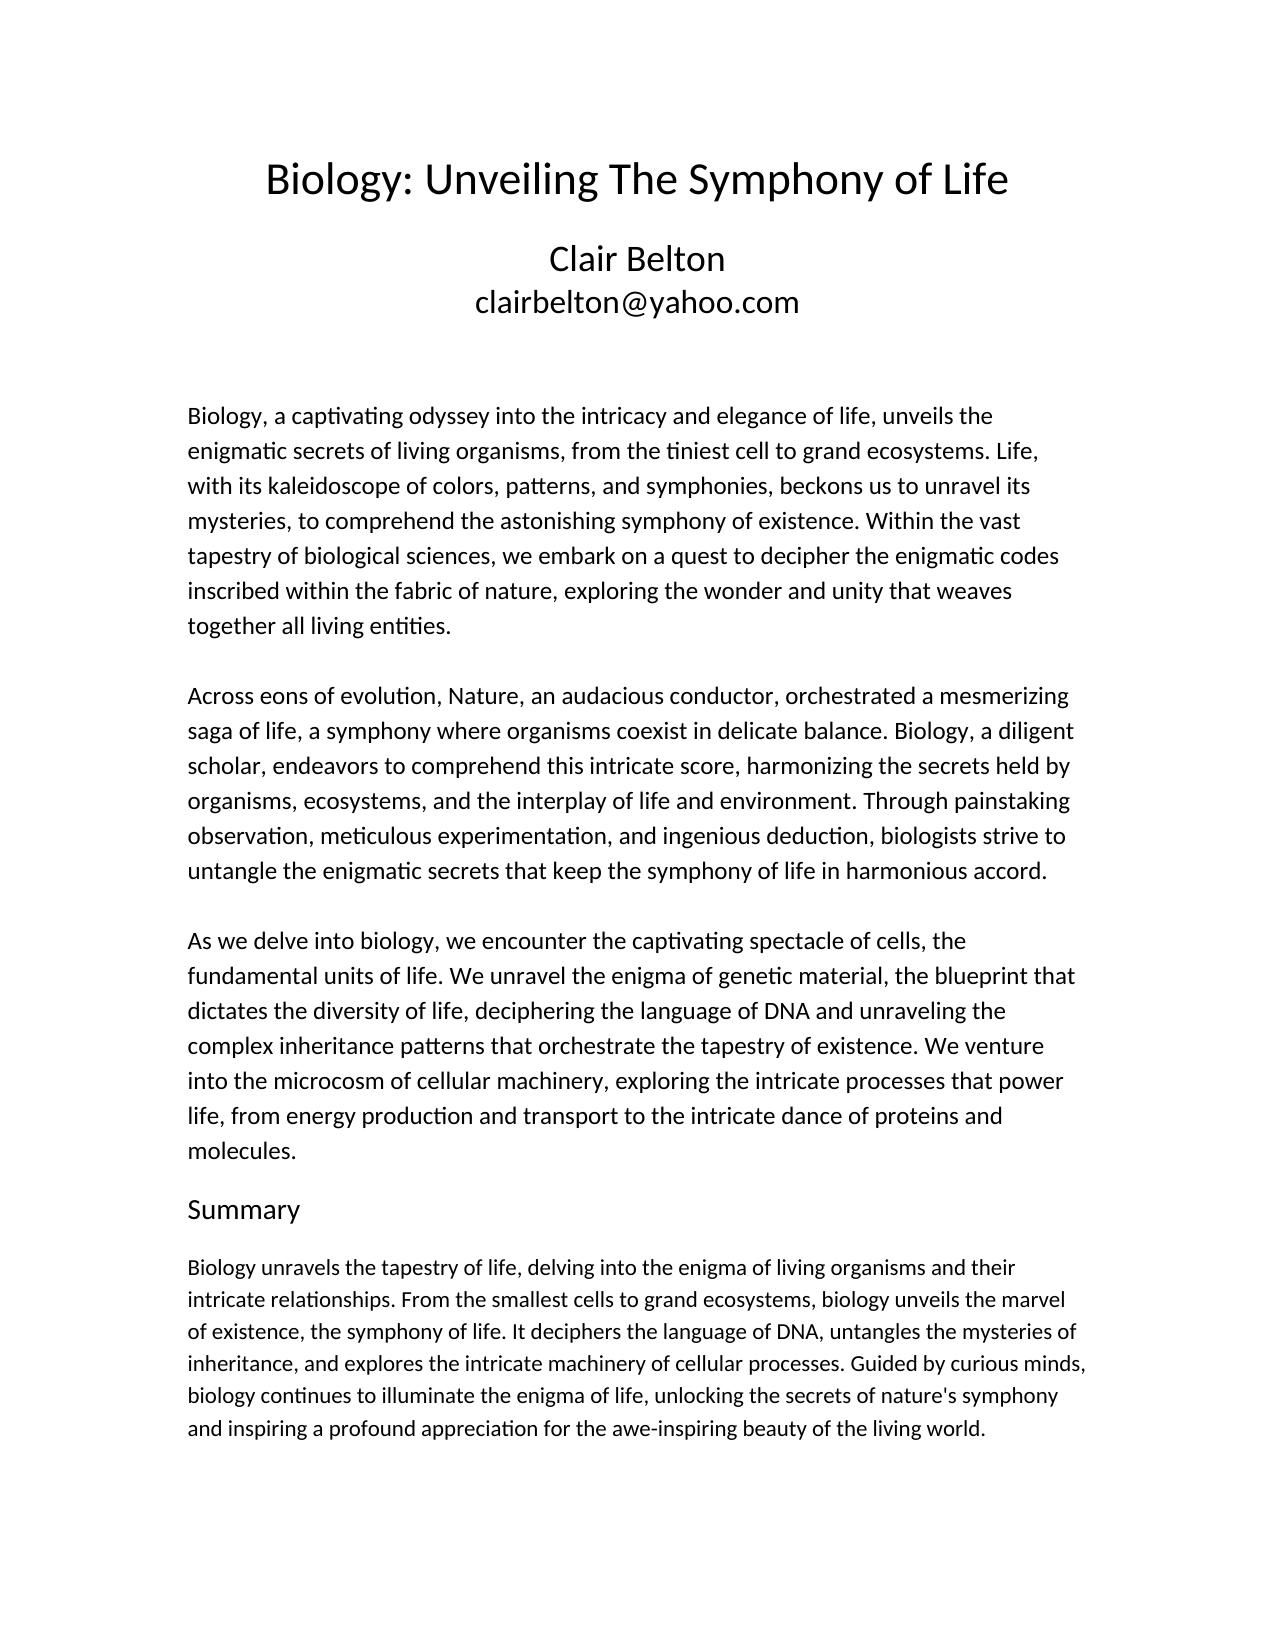 Biology: Unveiling The Symphony of Life
Clair Belton
clairbelton@yahoo.com
Biology, a captivating odyssey into the intricacy and elegance of life, unveils the
enigmatic secrets of living organisms, from the tiniest cell to grand ecosystems. Life,
with its kaleidoscope of colors, patterns, and symphonies, beckons us to unravel its
mysteries, to comprehend the astonishing symphony of existence. Within the vast
tapestry of biological sciences, we embark on a quest to decipher the enigmatic codes
inscribed within the fabric of nature, exploring the wonder and unity that weaves
together all living entities.
Across eons of evolution, Nature, an audacious conductor, orchestrated a mesmerizing
saga of life, a symphony where organisms coexist in delicate balance. Biology, a diligent
scholar, endeavors to comprehend this intricate score, harmonizing the secrets held by
organisms, ecosystems, and the interplay of life and environment. Through painstaking
observation, meticulous experimentation, and ingenious deduction, biologists strive to
untangle the enigmatic secrets that keep the symphony of life in harmonious accord.
As we delve into biology, we encounter the captivating spectacle of cells, the
fundamental units of life. We unravel the enigma of genetic material, the blueprint that
dictates the diversity of life, deciphering the language of DNA and unraveling the
complex inheritance patterns that orchestrate the tapestry of existence. We venture
into the microcosm of cellular machinery, exploring the intricate processes that power
life, from energy production and transport to the intricate dance of proteins and
molecules.
Summary
Biology unravels the tapestry of life, delving into the enigma of living organisms and their
intricate relationships. From the smallest cells to grand ecosystems, biology unveils the marvel
of existence, the symphony of life. It deciphers the language of DNA, untangles the mysteries of
inheritance, and explores the intricate machinery of cellular processes. Guided by curious minds,
biology continues to illuminate the enigma of life, unlocking the secrets of nature's symphony
and inspiring a profound appreciation for the awe-inspiring beauty of the living world.